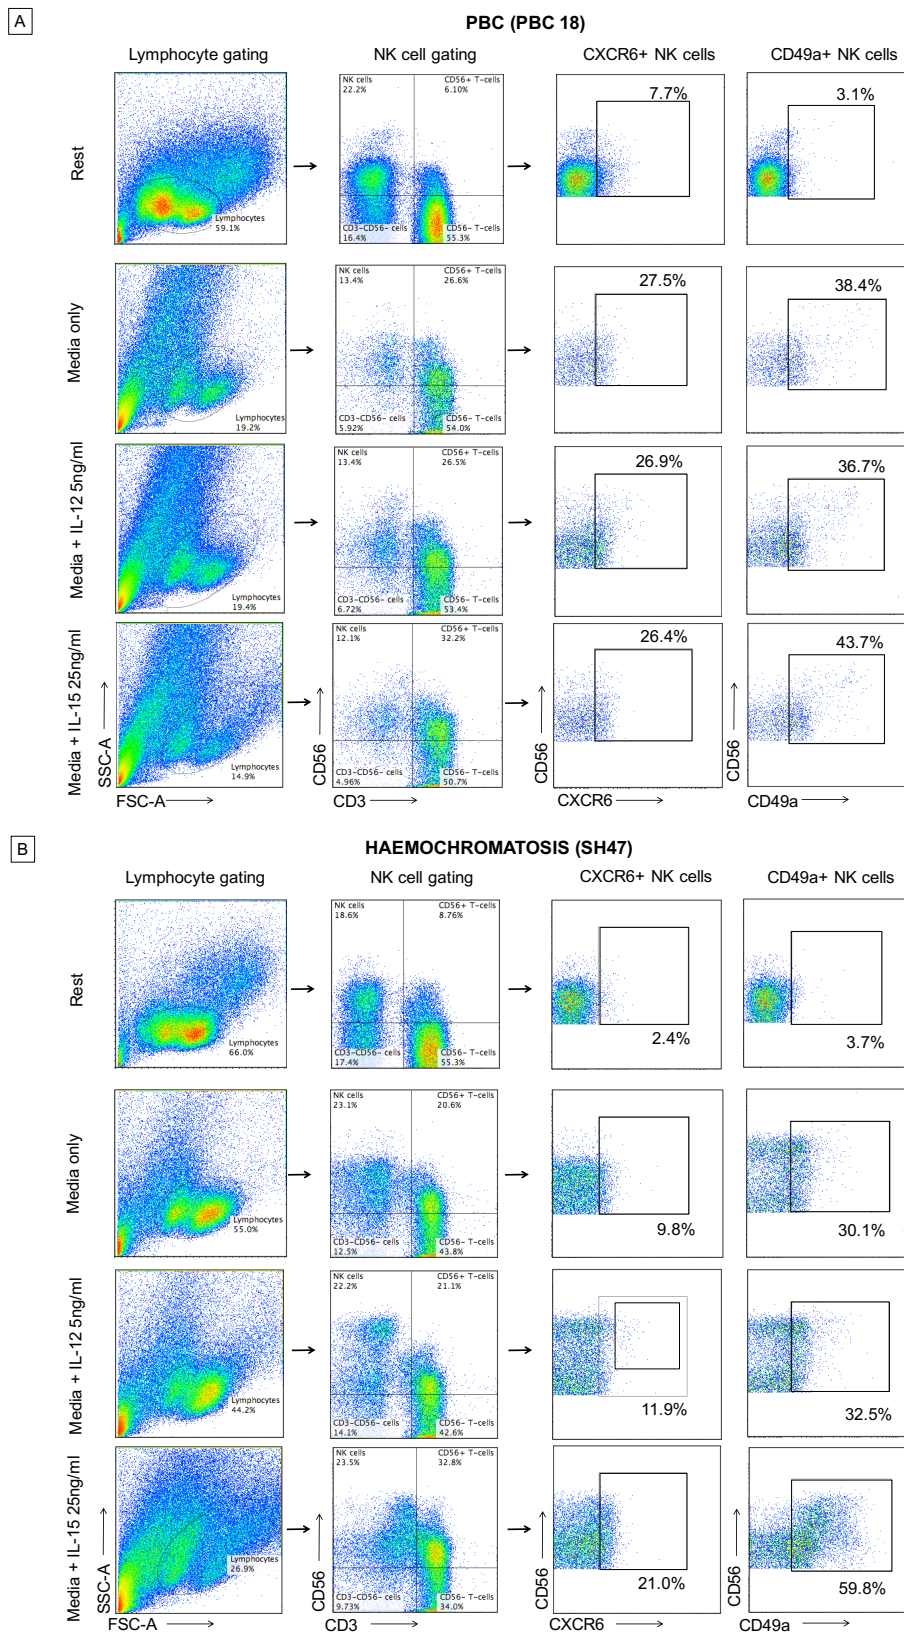 A
PBC (PBC 18)
Lymphocyte gating
NK cell gating
CXCR6+ NK cells
CD49a+ NK cells
Rest
Lymphocytes
59.1%
NK cells
22.2%
CD56+ T-cells
6.10%
CD3-CD56- cells
16.4%
CD56- T-cells
55.3%
7.7%
3.1%
Media only
Lymphocytes
19.2%
NK cells
13.4%
CD56+ T-cells
26.6%
CD3-CD56- cells
5.92%
CD56- T-cells
54.0%
27.5%
38.4%
Media + IL-12 5ng/ml
Lymphocytes
19.4%
NK cells
13.4%
CD56+ T-cells
26.5%
CD3-CD56- cells
6.72%
CD56- T-cells
53.4%
26.9%
36.7%
Media + IL-15 25ng/ml
SSC-A
FSC-A
Lymphocytes
14.9%
NK cells
12.1%
CD56+ T-cells
32.2%
CD3-CD56- cells
4.96%
CD56- T-cells
50.7%
CD56
CD3
26.4%
CD56
CXCR6
43.7%
CD56
CD49a
B
HAEMOCHROMATOSIS (SH47)
Lymphocyte gating
NK cell gating
CXCR6+ NK cells
CD49a+ NK cells
Rest
Lymphocytes
66.0%
NK cells
18.6%
CD56+ T-cells
8.76%
CD3-CD56- cells
17.4%
CD56- T-cells
55.3%
2.4%
3.7%
Media only
Lymphocytes
55.0%
NK cells
23.1%
CD56+ T-cells
20.6%
CD3-CD56- cells
12.5%
CD56- T-cells
43.8%
9.8%
30.1%
Media + IL-12 5ng/ml
Lymphocytes
44.2%
NK cells
22.2%
CD56+ T-cells
21.1%
CD3-CD56- cells
14.1%
CD56- T-cells
42.6%
11.9%
32.5%
Media + IL-15 25ng/ml
SSC-A
FSC-A
Lymphocytes
26.9%
NK cells
23.5%
CD56+ T-cells
32.8%
CD3-CD56- cells
9.73%
CD56- T-cells
34.0%
CD56
CD3
21.0%
CD56
CXCR6
59.8%
CD56
CD49a